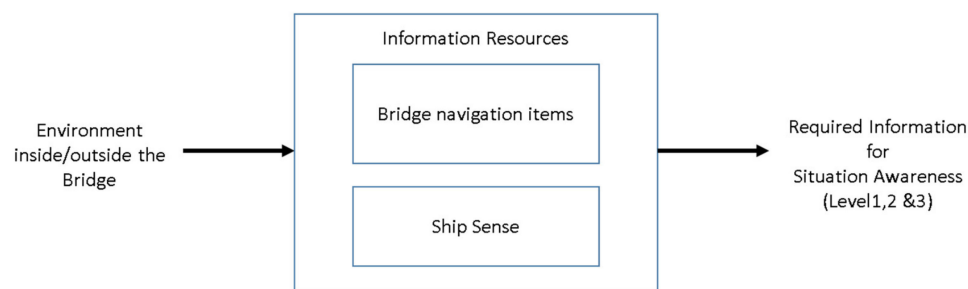 Information Resources
Bridge navigation items
Environment
inside/outside the
Bridge
Required Information
for
Situation Awareness
(Level1,2 &3)
Ship Sense